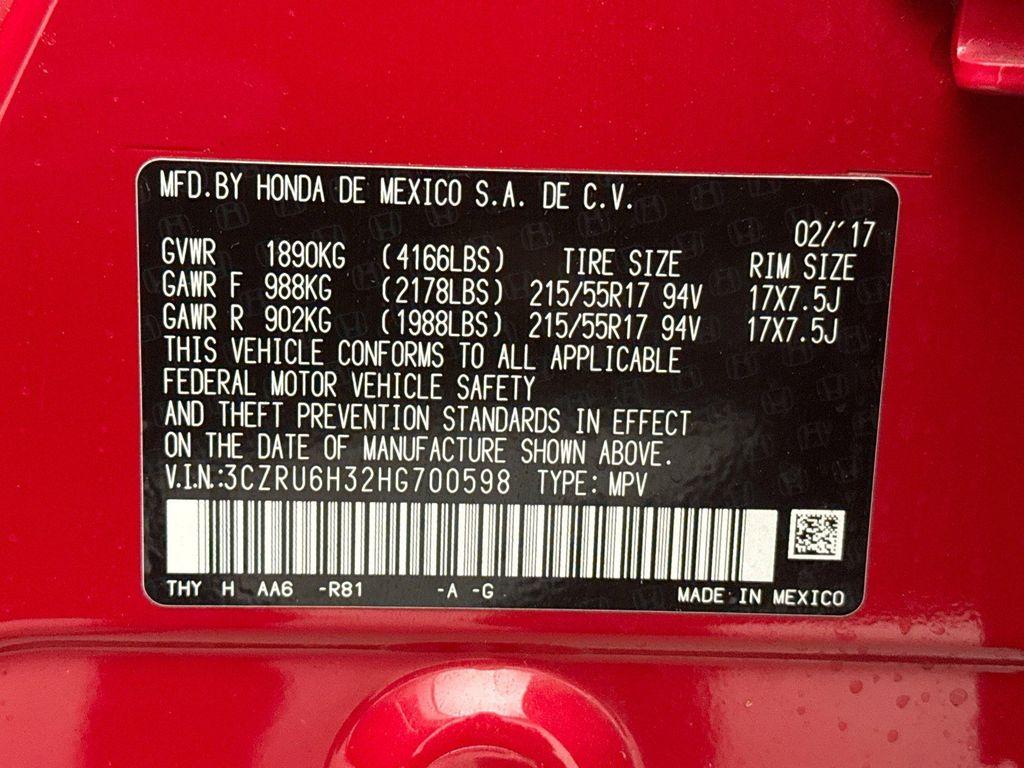 MFD.BY HONDA DE MEXICO S.A. DE C.V.
02/'17
GVWR 1890KG (4166LBS) TIRE SIZE RIM SIZE
GAWR F 988KG (2178LBS) 215/55R17 94V 17X7.5J
GAWR R 902KG (1988LBS) 215/55R17 94V 17X7.5J
THIS VEHICLE CONFORMS TO ALL APPLICABLE
FEDERAL MOTOR VEHICLE SAFETY
AND THEFT PREVENTION STANDARDS IN EFFECT
ON THE DATE OF MANUFACTURE SHOWN ABOVE.
V.I.N.:3CZRU6H32HG700598 TYPE: MPV
THY H AA6 -R81 -A -G MADE IN MEXICO